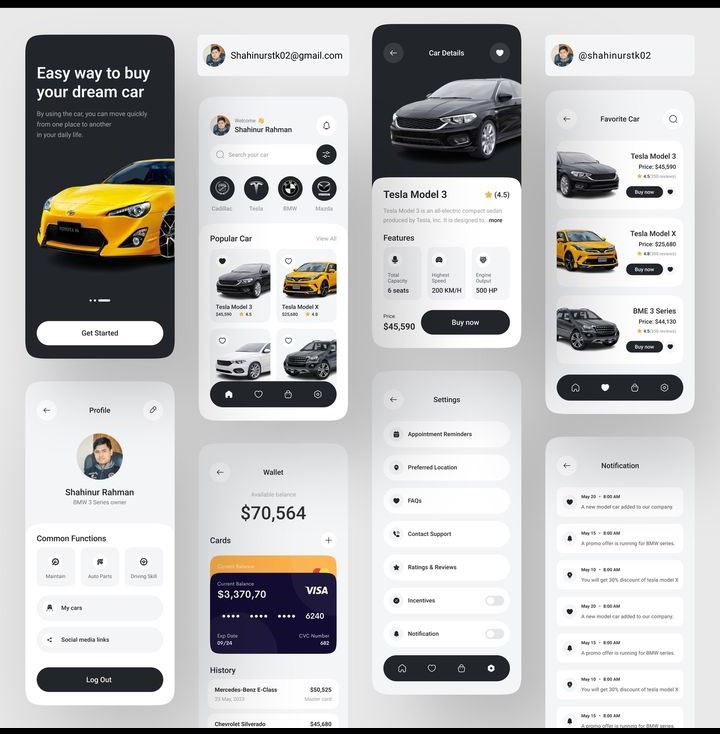 Easy way to buy
your dream car
By using the car, you can move quickly
from one place to another
in your daily life.
TOYOTA 86
Get Started
Profile
Shahinur Rahman
BMW 3 Series owner
Common Functions
Maintain
Auto Parts
Driving Skill
My cars
Social media links
Log Out
Shahinurstk02@gmail.com
Welcome 👋
Shahinur Rahman
Search your car
Cadillac
Tesla
BMW
Mazda
Popular Car
View All
Tesla Model 3
$45,590 4.5
Tesla Model X
$25,680 4.8
Wallet
Available balance
$70,564
Cards
Current Balance
Current Balance
$3,370,70
VISA
•••• •••• •••• 6240
Exp Date
09/24
CVC Number
682
History
Mercedes-Benz E-Class
$50,525
23 May, 2023
Master card
Chevrolet Silverado
$45,680
Car Details
Tesla Model 3
(4.5)
Tesla Model 3 is an all-electric compact sedan
produced by Tesla, Inc. It is designed to.. more
Features
Total
Capacity
6 seats
Highest
Speed
200 KM/H
Engine
Output
500 HP
Price
$45,590
Buy now
Settings
Appointment Reminders
Preferred Location
FAQs
Contact Support
Ratings & Reviews
Incentives
Notification
@shahinurstk02
Favorite Car
Tesla Model 3
Price: $45,590
4.5(350 reviews)
Buy now
Tesla Model X
Price: $25,680
4.8(350 reviews)
Buy now
BME 3 Series
Price: $44,130
4.5(350 reviews)
Buy now
Notification
May 20 • 8:00 AM
A new model car added to our company.
May 15 • 8:00 AM
A promo offer is running for BMW series.
May 10 • 8:00 AM
You will get 30% discount of tesla model X
May 20 • 8:00 AM
A new model car added to our company.
May 15 • 8:00 AM
A promo offer is running for BMW series.
May 10 • 8:00 AM
You will get 30% discount of tesla model X
May 15 • 8:00 AM
A promo offer is running for BMW series.